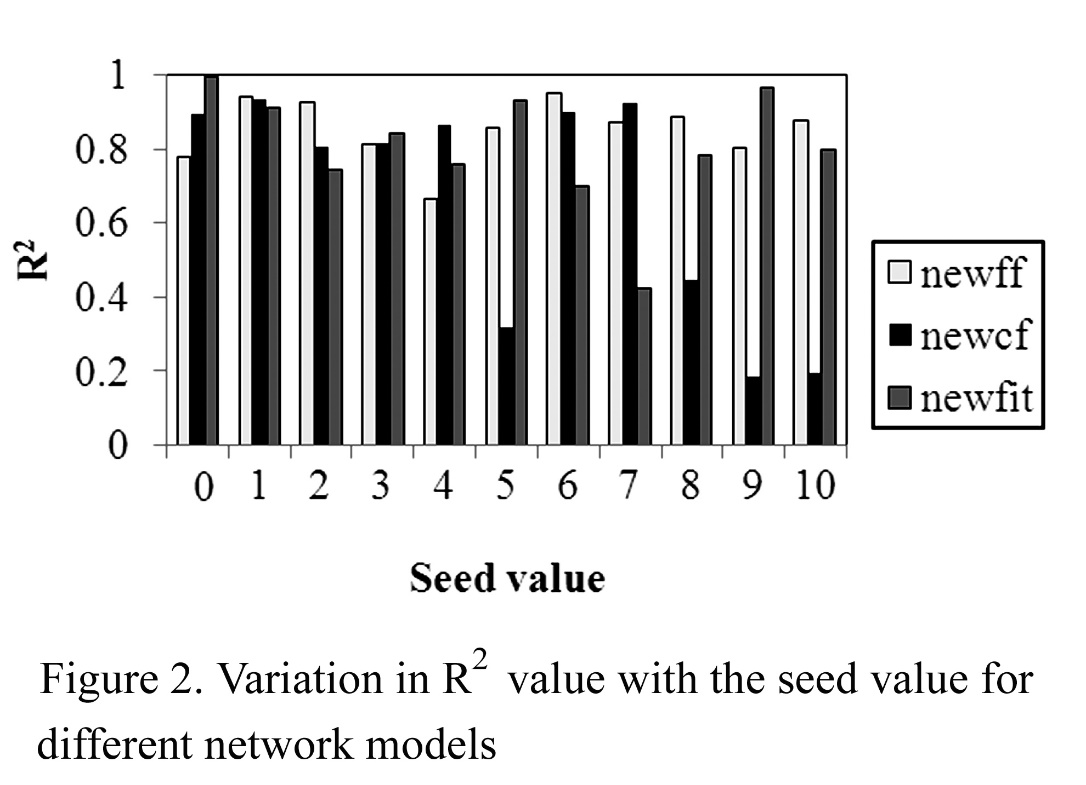 1
0.8
0.6
0.4
0.2
0
R²
0 1 2 3 4 5 6 7 8 9 10
Seed value
newff
newcf
newfit
Figure 2. Variation in R² value with the seed value for
different network models